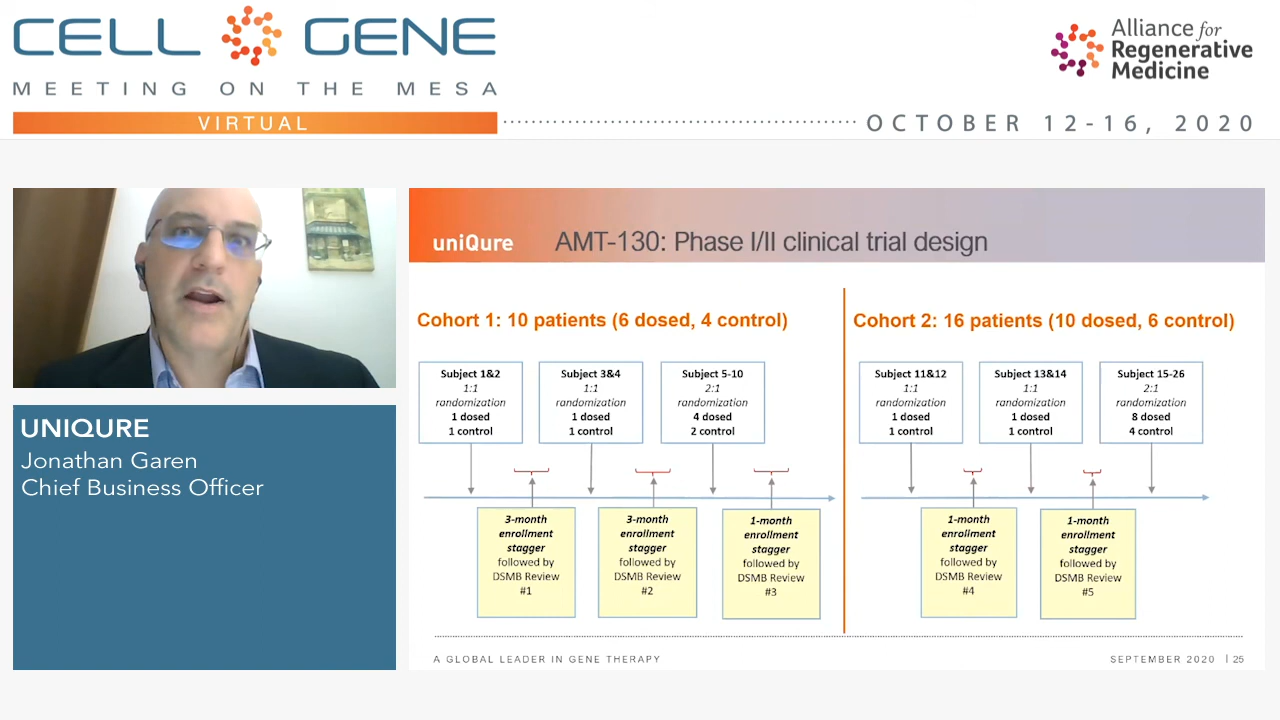 CELL GENE
MEETING ON THE MESA
VIRTUAL
Alliance for
Regenerative
Medicine
OCTOBER 12-16, 2020
UNIQURE
Jonathan Garen
Chief Business Officer
uniQure
AMT-130: Phase I/II clinical trial design
Cohort 1: 10 patients (6 dosed, 4 control)
Subject 1&2
1:1
randomization
1 dosed
1 control
Subject 3&4
1:1
randomization
1 dosed
1 control
Subject 5-10
2:1
randomization
4 dosed
2 control
3-month
enrollment
stagger
followed by
DSMB Review
#1
3-month
enrollment
stagger
followed by
DSMB Review
#2
1-month
enrollment
stagger
followed by
DSMB Review
#3
Cohort 2: 16 patients (10 dosed, 6 control)
Subject 11&12
1:1
randomization
1 dosed
1 control
Subject 13&14
1:1
randomization
1 dosed
1 control
Subject 15-26
2:1
randomization
8 dosed
4 control
1-month
enrollment
stagger
followed by
DSMB Review
#4
1-month
enrollment
stagger
followed by
DSMB Review
#5
A GLOBAL LEADER IN GENE THERAPY
SEPTEMBER 2020 | 25